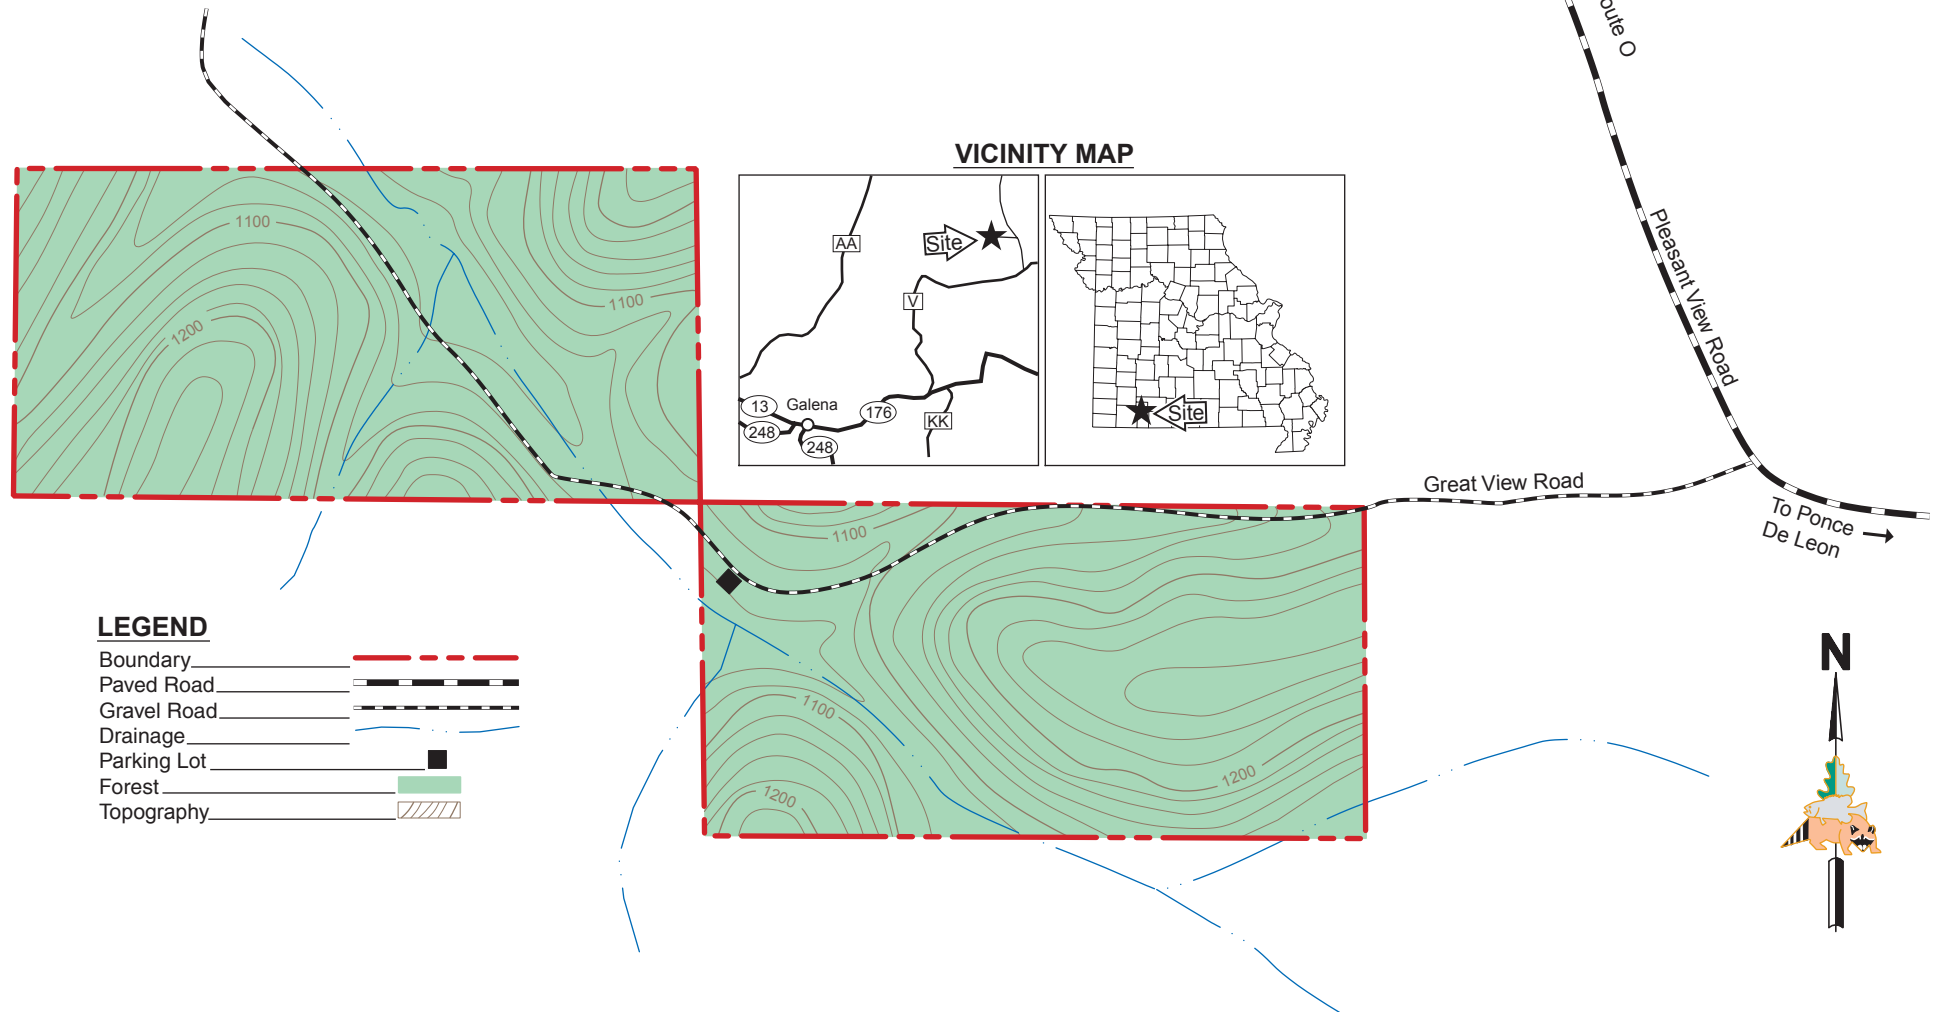 oute O
VICINITY MAP
Pleasant View Road
1100
AA
Site
1100
V
1200
13
Galena
176
Site
248
KK
248
Great View Road
To Ponce
De Leon
1100
LEGEND
Boundary
Paved Road
Gravel Road
Drainage
Parking Lot
Forest
Topography
N
1100
1200
1200